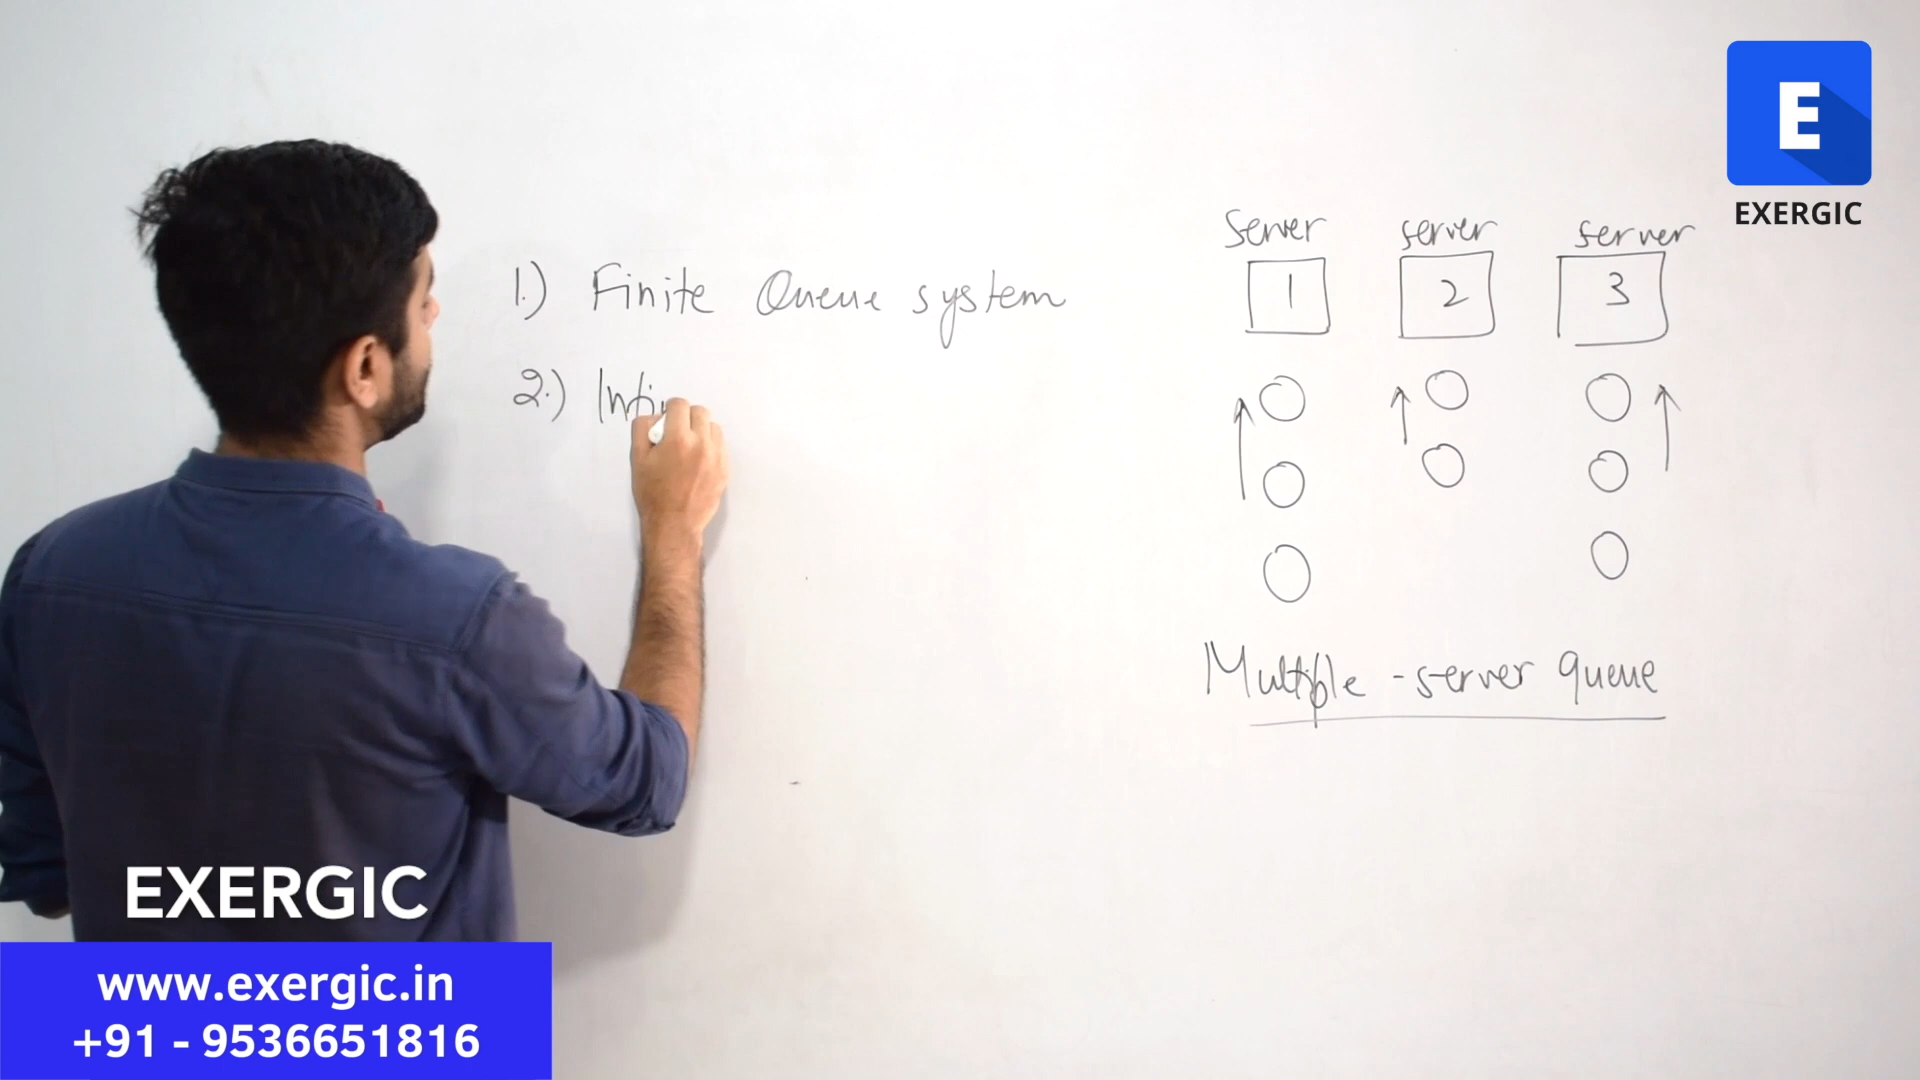 1.) Finite Queue system
2.) Infin
Server server server
1 2 3
Multiple-server queue
E
EXERGIC
EXERGIC
www.exergic.in
+91 - 9536651816